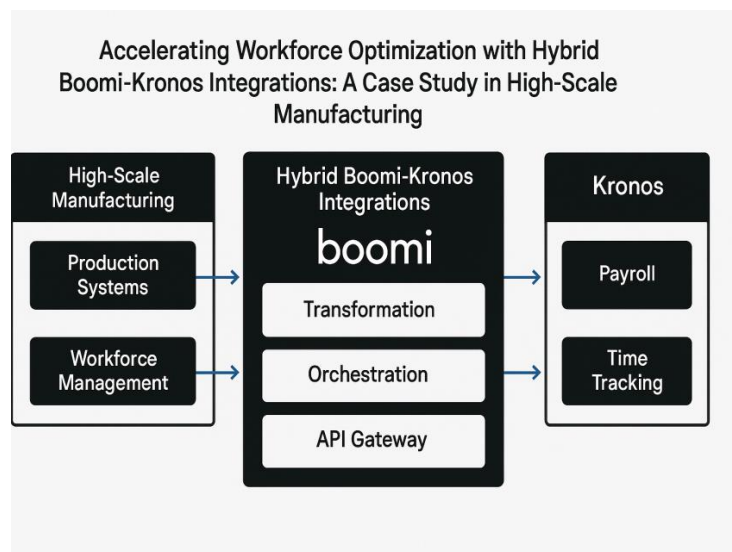 Accelerating Workforce Optimization with Hybrid
Boomi-Kronos Integrations: A Case Study in High-Scale
Manufacturing
High-Scale
Manufacturing
Production
Systems
Workforce
Management
Hybrid Boomi-Kronos
Integrations
boomi
Transformation
Orchestration
API Gateway
Kronos
Payroll
Time
Tracking